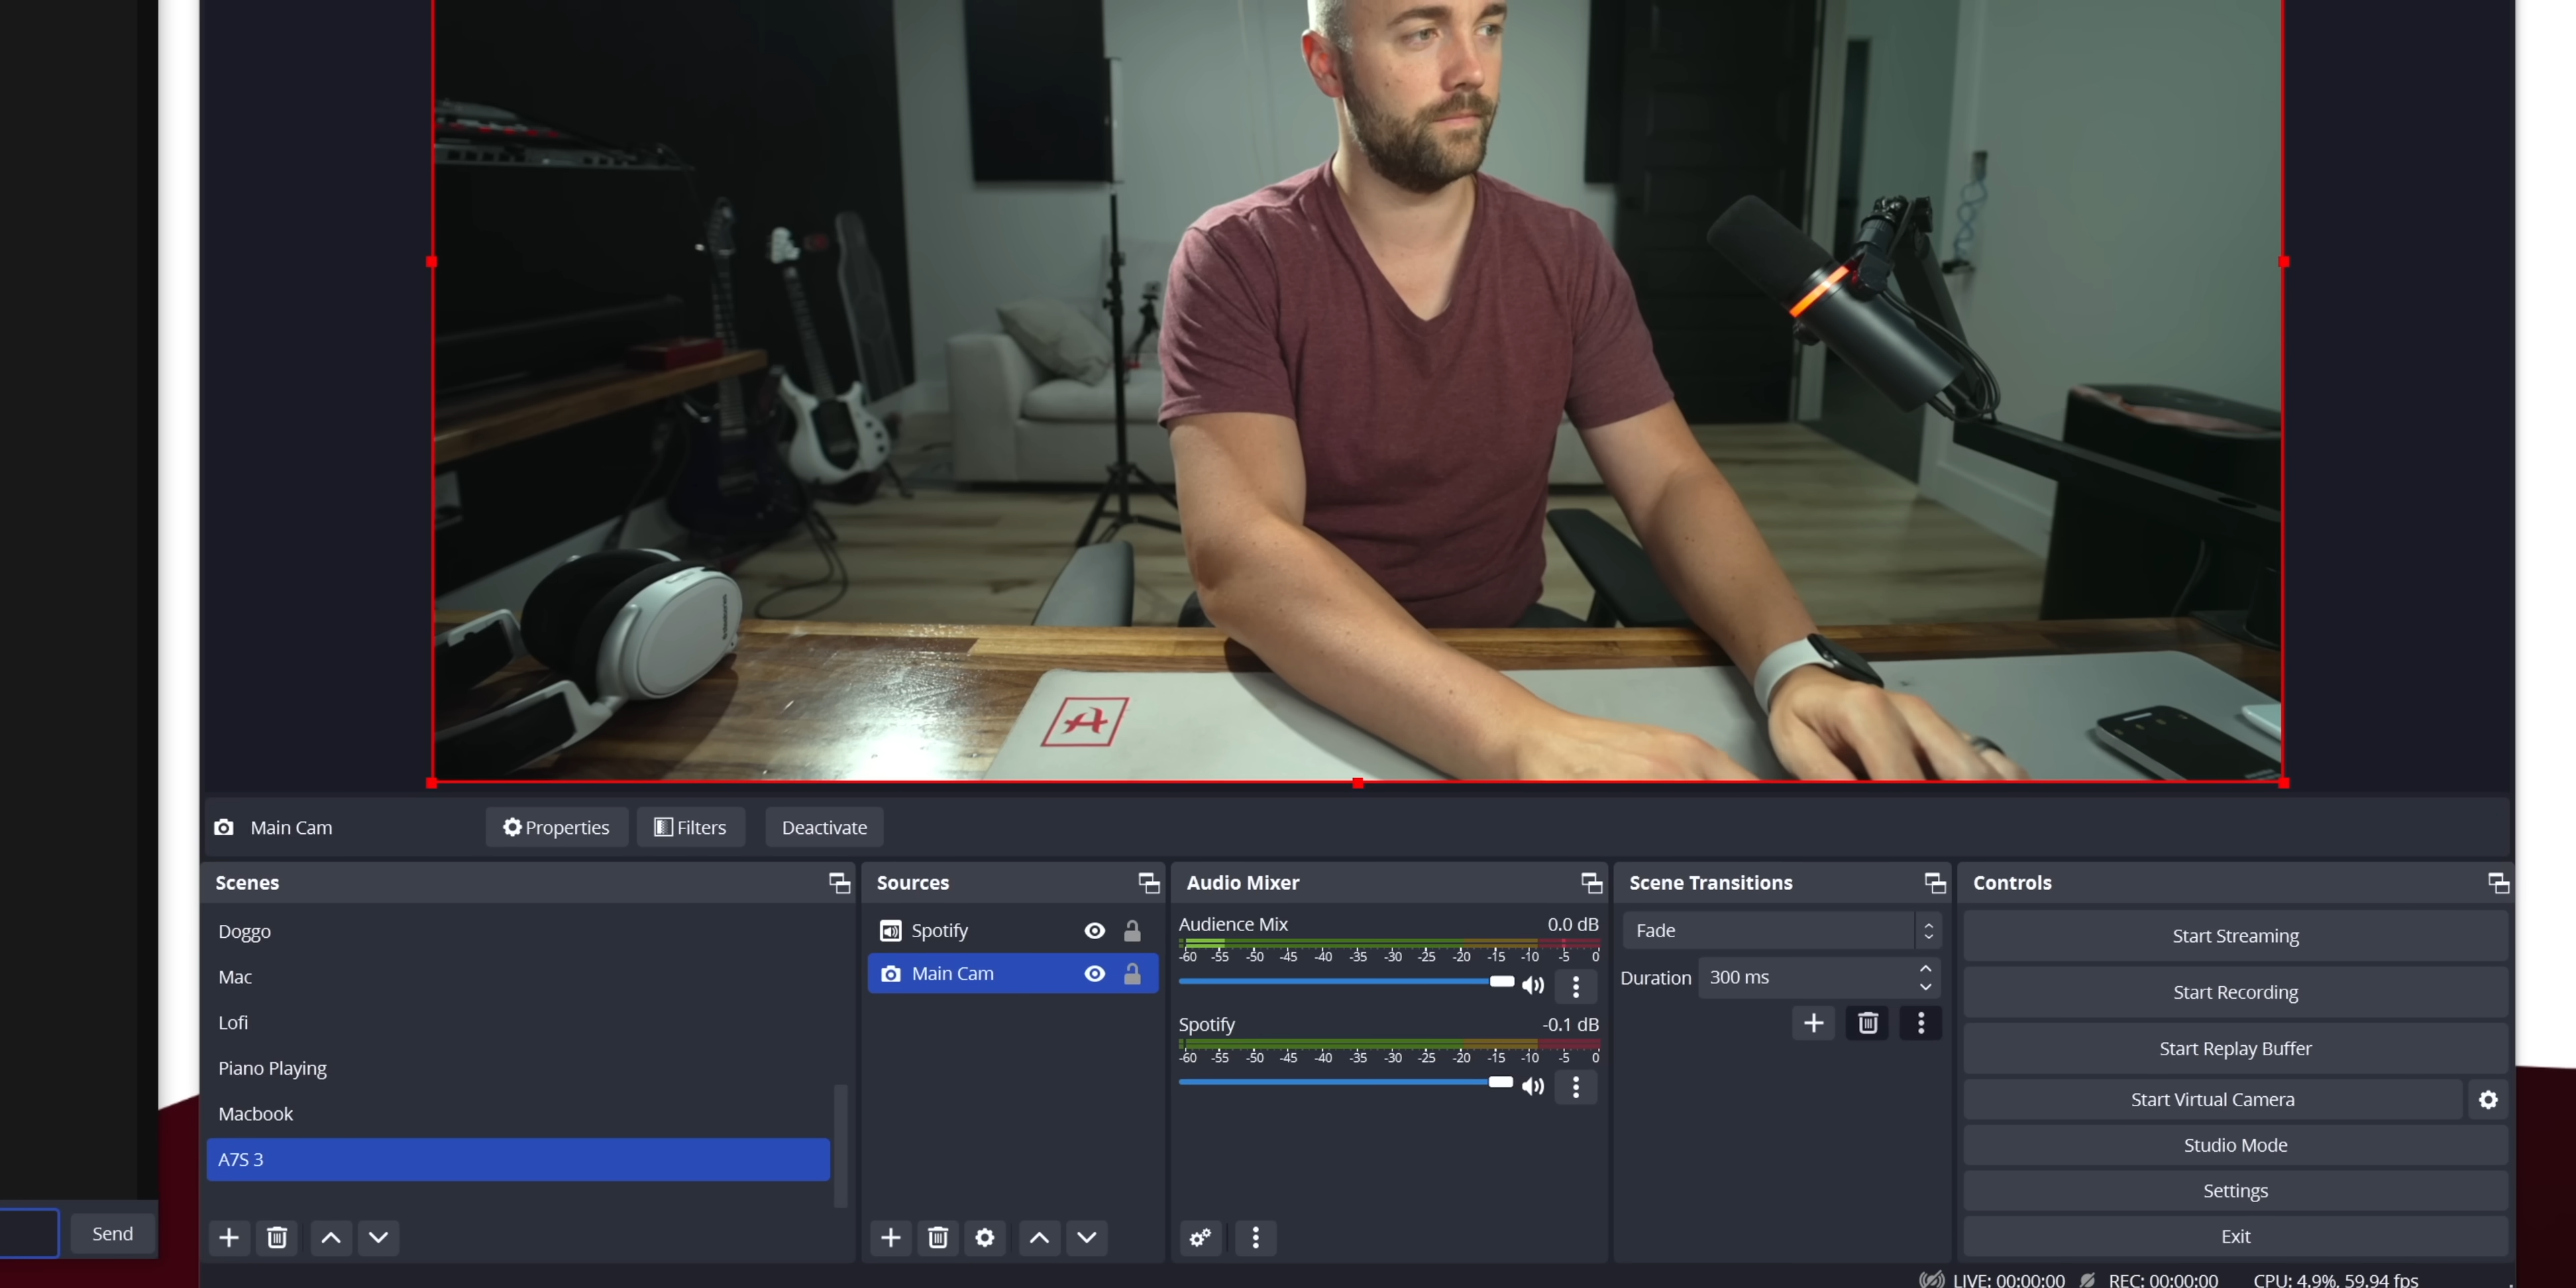 Main Cam
Properties
Filters
Deactivate
Scenes
Doggo
Mac
Lofi
Piano Playing
Macbook
A7S 3
Send
Sources
Spotify
Main Cam
Audio Mixer
Audience Mix 0.0 dB
-60 -55 -50 -45 -40 -35 -30 -25 -20 -15 -10 -5 0
Spotify -0.1 dB
-60 -55 -50 -45 -40 -35 -30 -25 -20 -15 -10 -5 0
Scene Transitions
Fade
Duration 300 ms
Controls
Start Streaming
Start Recording
Start Replay Buffer
Start Virtual Camera
Studio Mode
Settings
Exit
LIVE: 00:00:00 REC: 00:00:00 CPU: 4.9%, 59.94 fps